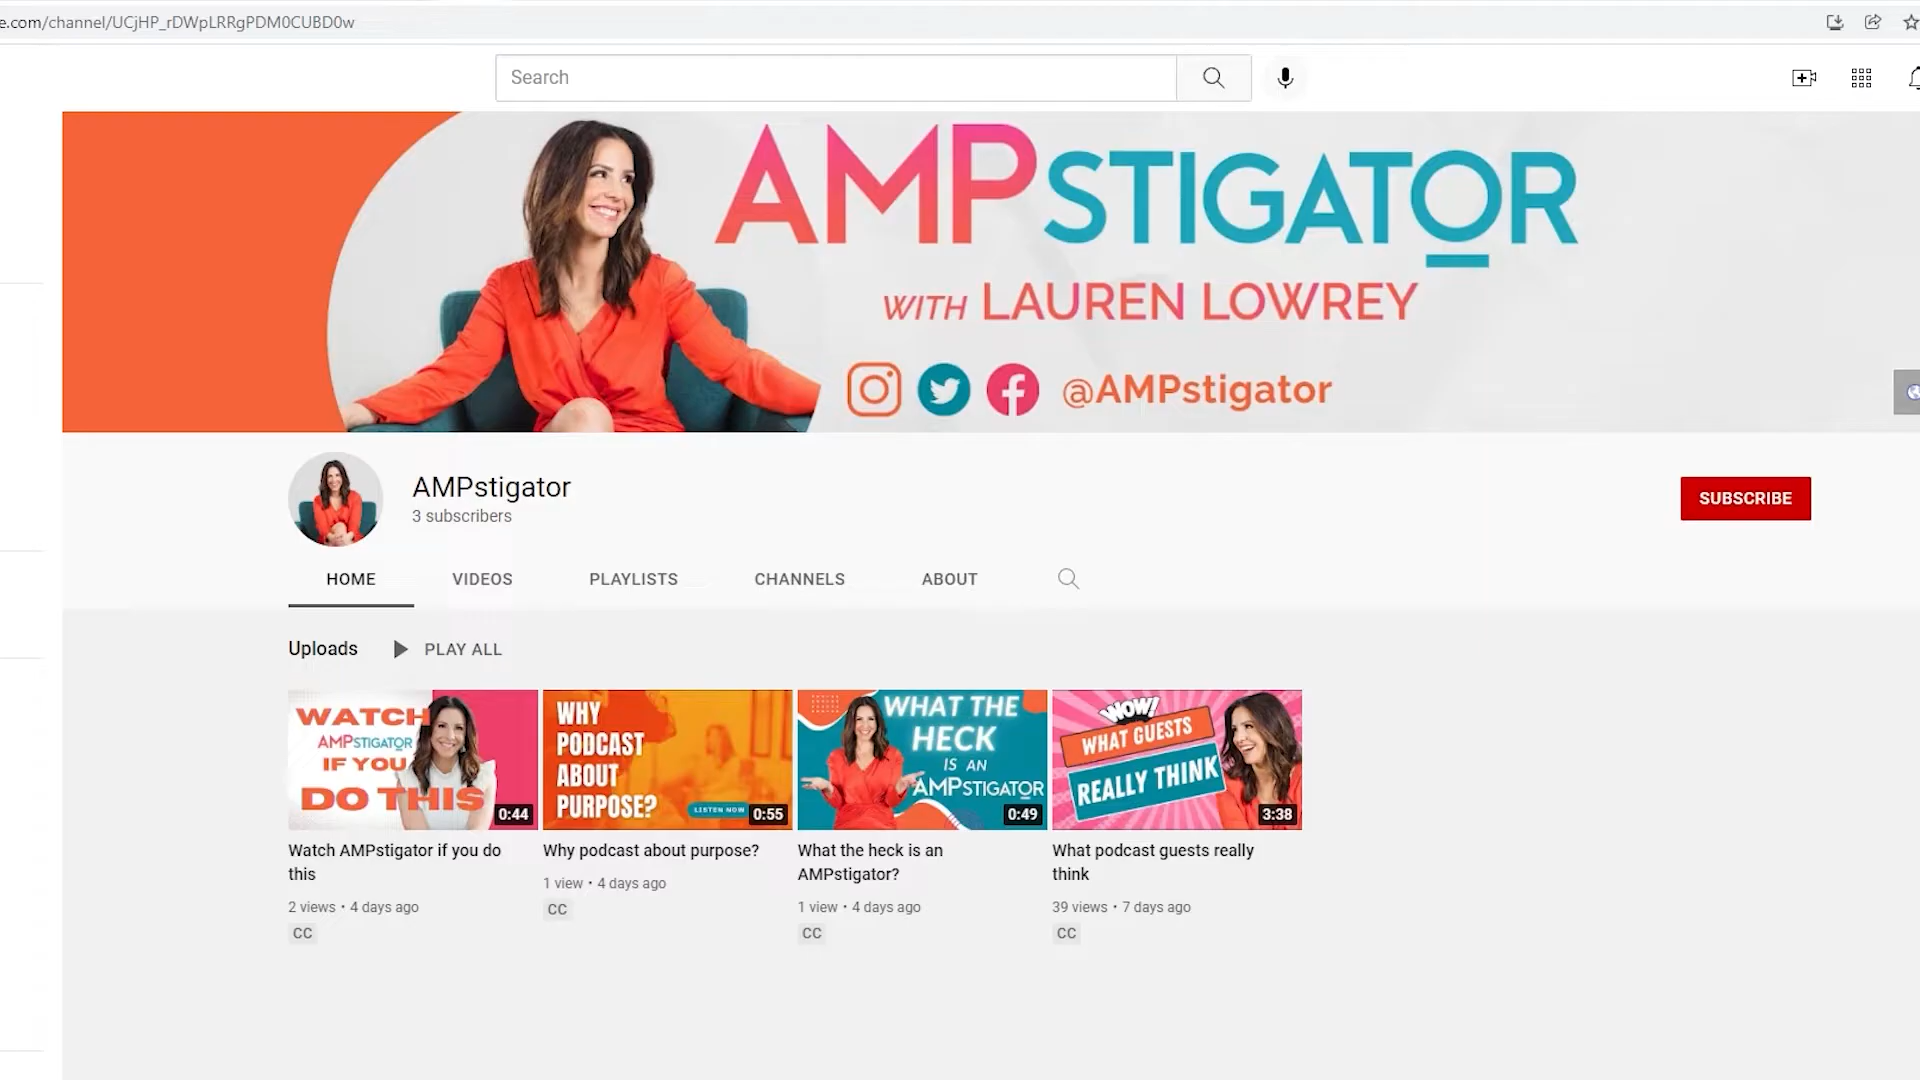 e.com/channel/UCjHP_rDWpLRRgPDM0CUBD0w
Search
AMPSTIGATOR
WITH LAUREN LOWREY
@AMPstigator
AMPstigator
3 subscribers
SUBSCRIBE
HOME VIDEOS PLAYLISTS CHANNELS ABOUT
Uploads PLAY ALL
WATCH
AMPSTIGATOR
IF YOU
DO THIS
0:44
WHY
PODCAST
ABOUT
PURPOSE?
LISTEN NOW
0:55
WHAT THE
HECK
IS AN
AMPSTIGATOR
0:49
WOW!
WHAT GUESTS
REALLY THINK
3:38
Watch AMPstigator if you do
this
2 views • 4 days ago
CC
Why podcast about purpose?
1 view • 4 days ago
CC
What the heck is an
AMPstigator?
1 view • 4 days ago
CC
What podcast guests really
think
39 views • 7 days ago
CC